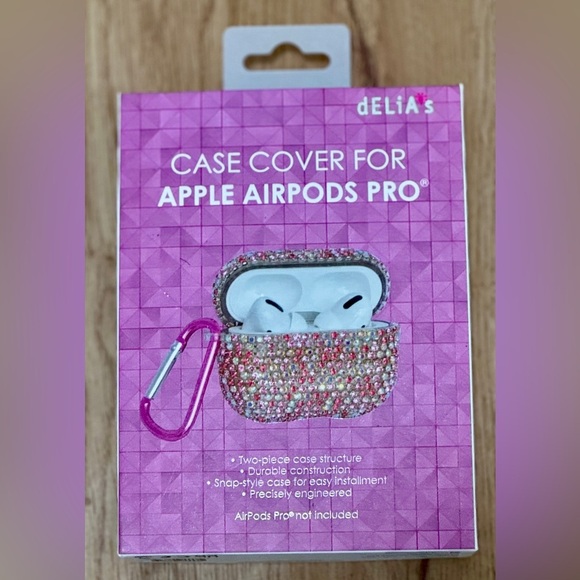 dELiA*s
CASE COVER FOR
APPLE AIRPODS PRO®
• Two-piece case structure
• Durable construction
• Snap-style case for easy installment
• Precisely engineered
AirPods Pro® not included